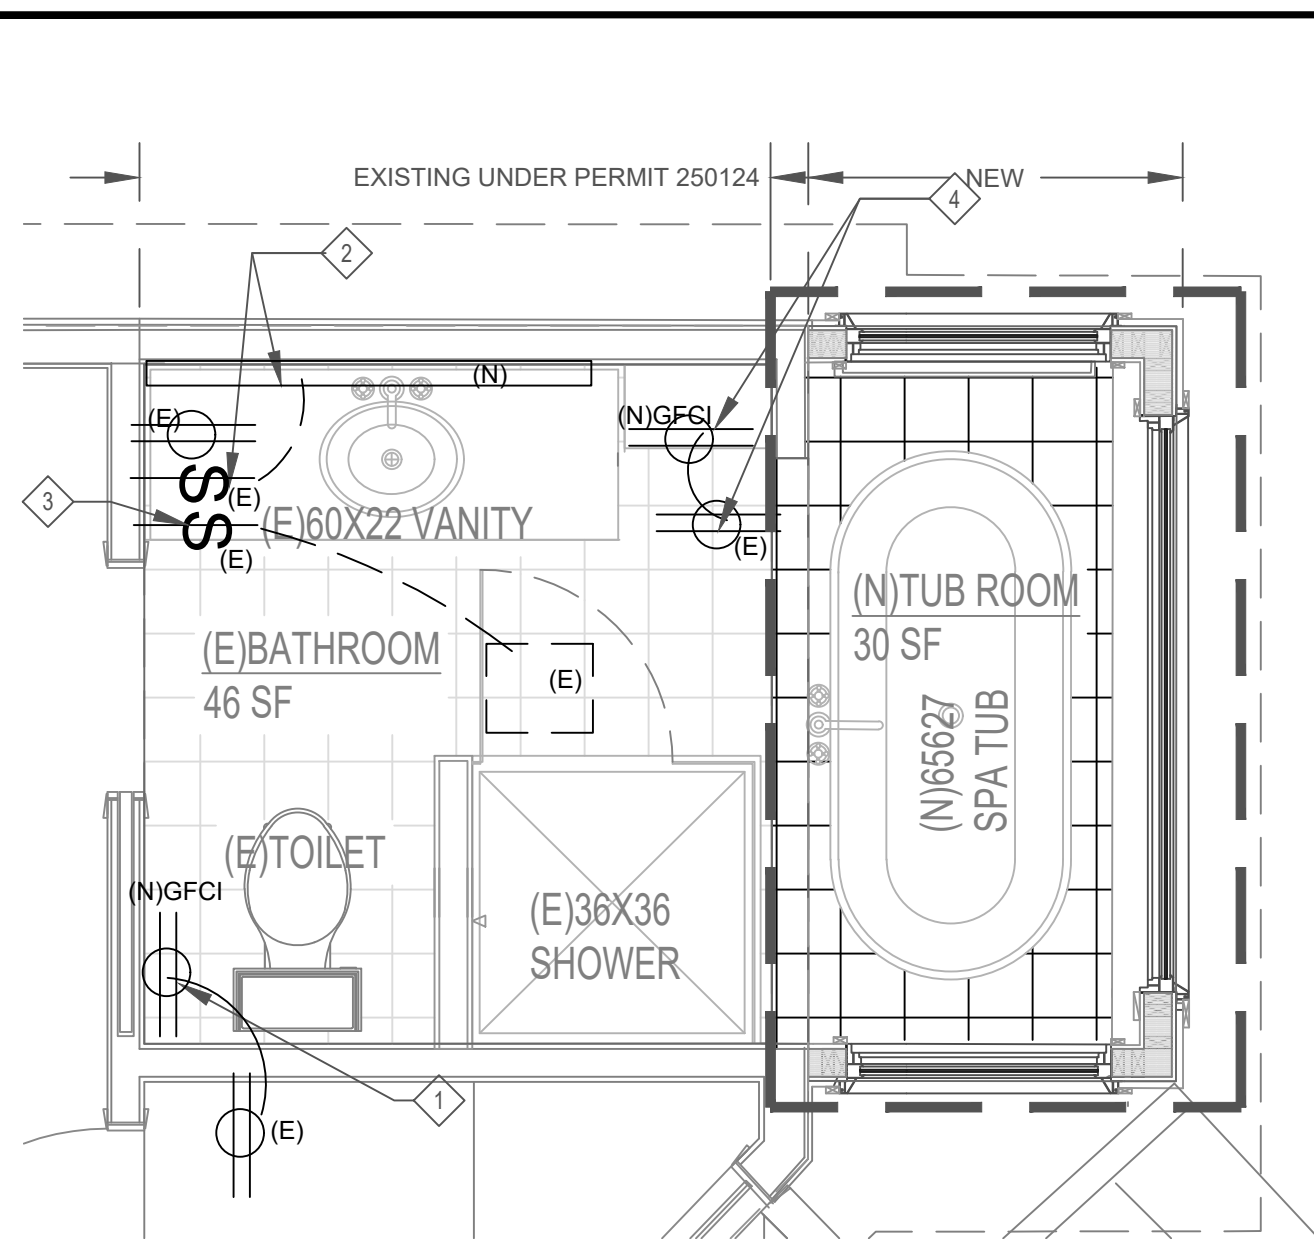 EXISTING UNDER PERMIT 250124
NEW
4
2
(N)
(E)
(N)GFCI
S
(E)
3
S
(E)60X22 VANITY
(E)
(E)
(N)TUB ROOM
30 SF
(E)BATHROOM
46 SF
(E)
(N)65627
SPA TUB
(E)TOILET
(N)GFCI
(E)36X36
SHOWER
1
(E)